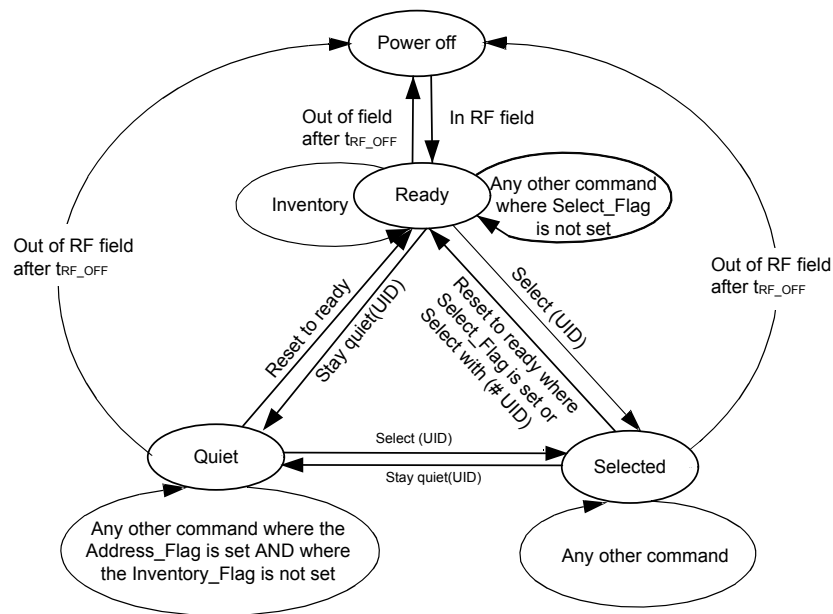 Power off
Out of field
after tRF_OFF
In RF field
Ready
Inventory
Any other command
where Select_Flag
is not set
Out of RF field
after tRF_OFF
Out of RF field
after tRF_OFF
Reset to ready
Stay quiet(UID)
Select (UID)
Reset to ready where
Select_Flag is set or
Select with (# UID)
Quiet
Select (UID)
Stay quiet(UID)
Selected
Any other command where the
Address_Flag is set AND where
the Inventory_Flag is not set
Any other command